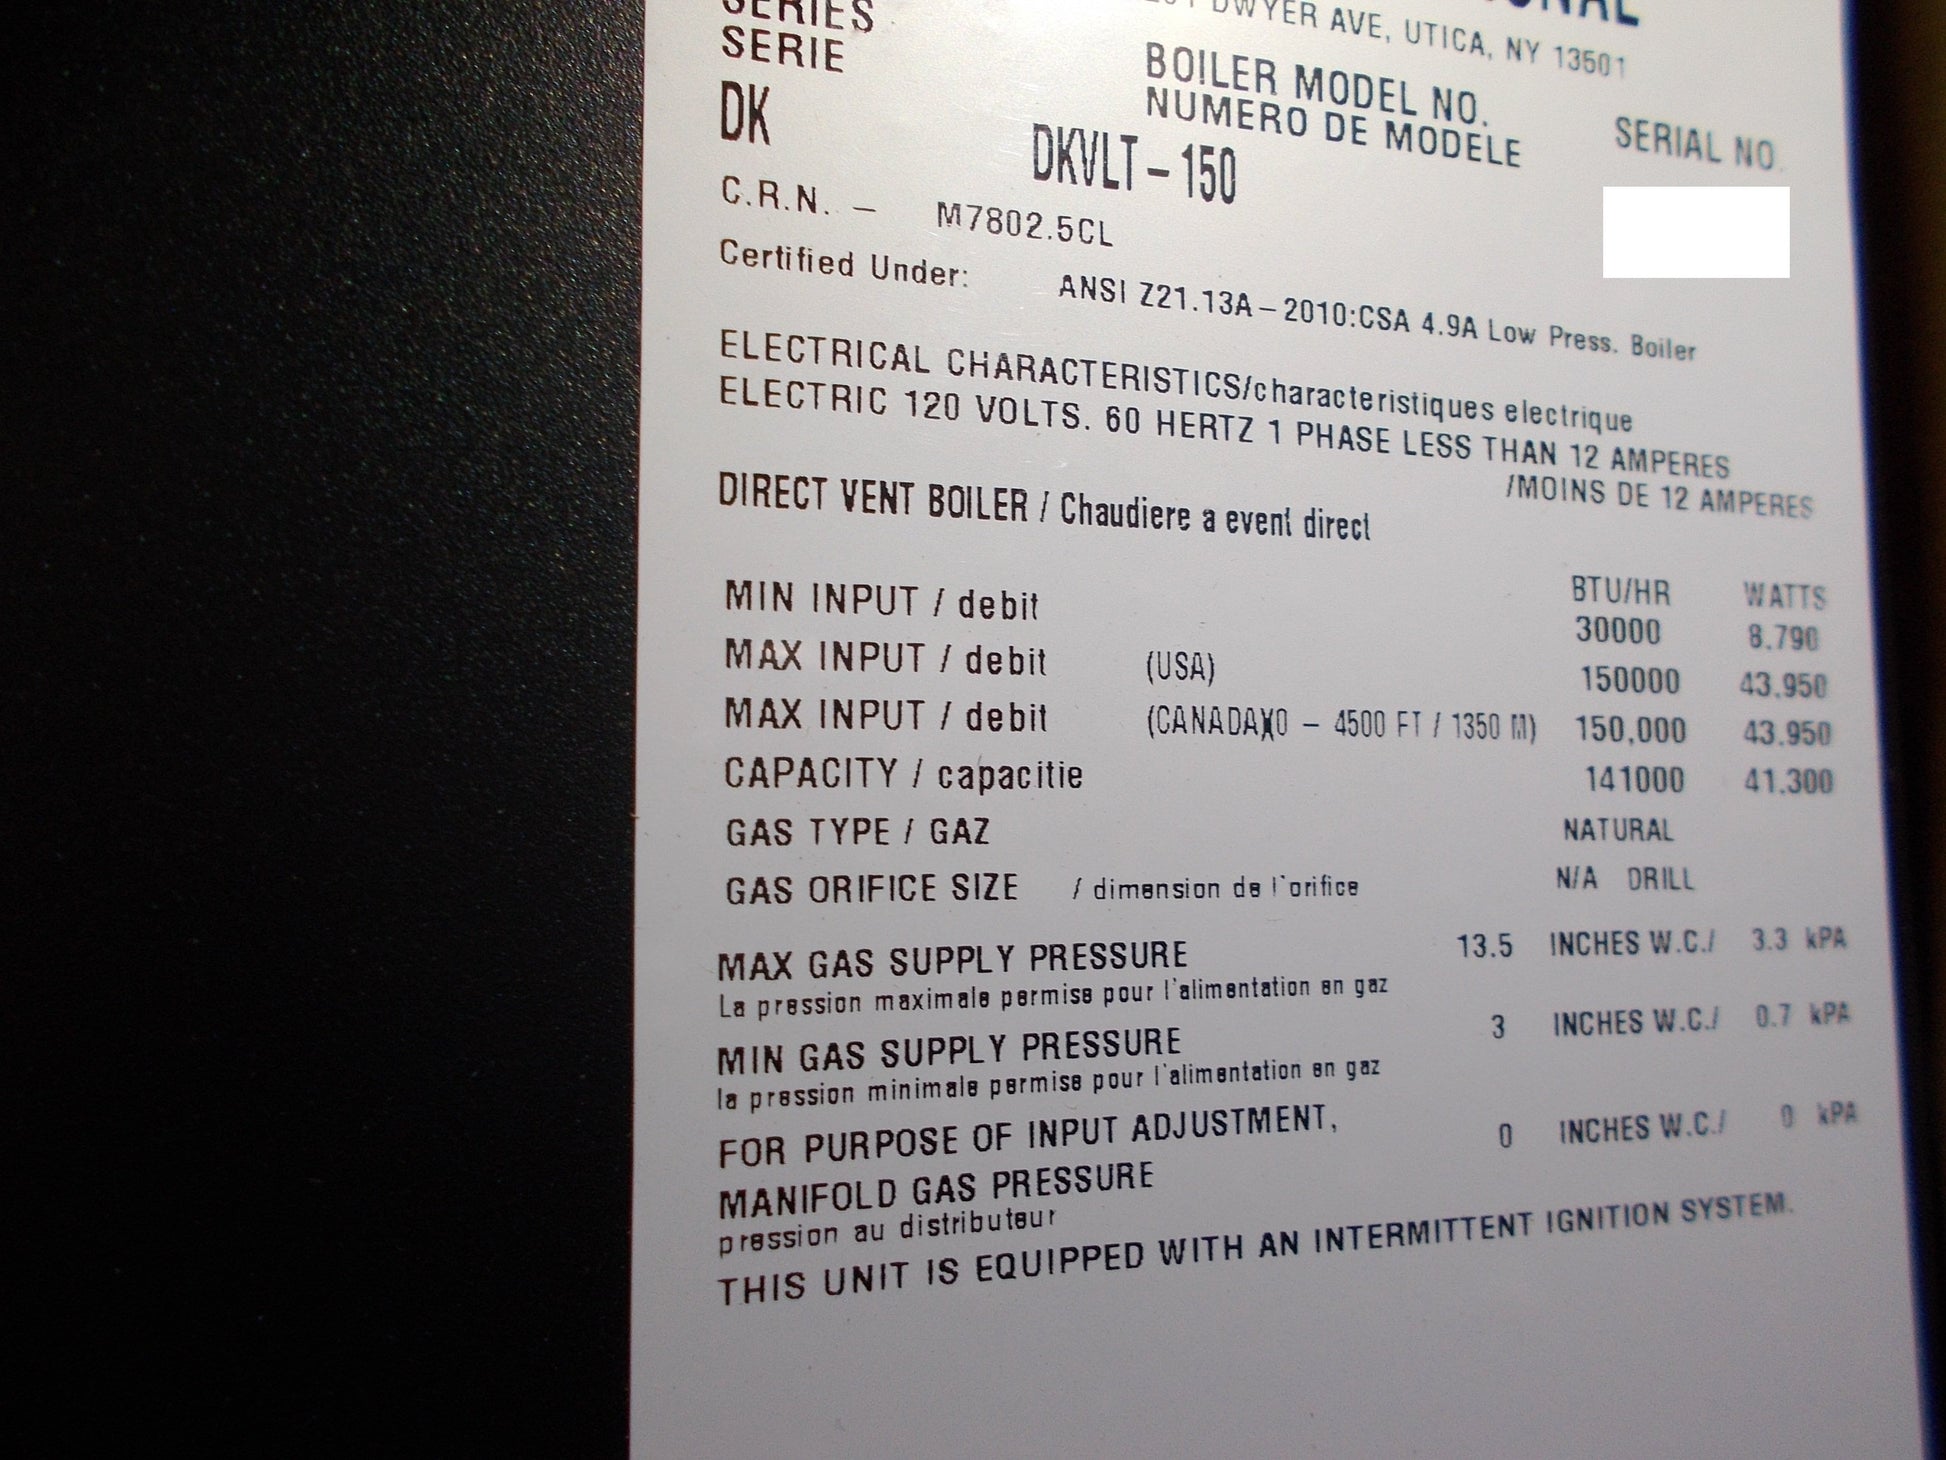 SERIES
DWYER AVE, UTICA, NY 13501
SERIE
BOILER MODEL NO.
NUMERO DE MODELE
SERIAL NO.
DK
DKVLT-150
C.R.N. - M7802.5CL
Certified Under: ANSI Z21.13A-2010:CSA 4.9A Low Press. Boiler
ELECTRICAL CHARACTERISTICS/characteristiques electrique
ELECTRIC 120 VOLTS. 60 HERTZ 1 PHASE LESS THAN 12 AMPERES
/MOINS DE 12 AMPERES
DIRECT VENT BOILER / Chaudiere a event direct
BTU/HR WATTS
MIN INPUT / debit 30000 8.790
MAX INPUT / debit (USA) 150000 43.950
MAX INPUT / debit (CANADA)(0 - 4500 FT / 1350 M) 150,000 43.950
CAPACITY / capacitie 141000 41.300
GAS TYPE / GAZ NATURAL
GAS ORIFICE SIZE / dimension de l'orifice N/A DRILL
MAX GAS SUPPLY PRESSURE 13.5 INCHES W.C./ 3.3 kPA
La pression maximale permise pour l'alimentation en gaz
MIN GAS SUPPLY PRESSURE 3 INCHES W.C./ 0.7 kPA
la pression minimale permise pour l'alimentation en gaz
FOR PURPOSE OF INPUT ADJUSTMENT, 0 INCHES W.C./ 0 kPA
MANIFOLD GAS PRESSURE
pression au distributeur
THIS UNIT IS EQUIPPED WITH AN INTERMITTENT IGNITION SYSTEM.